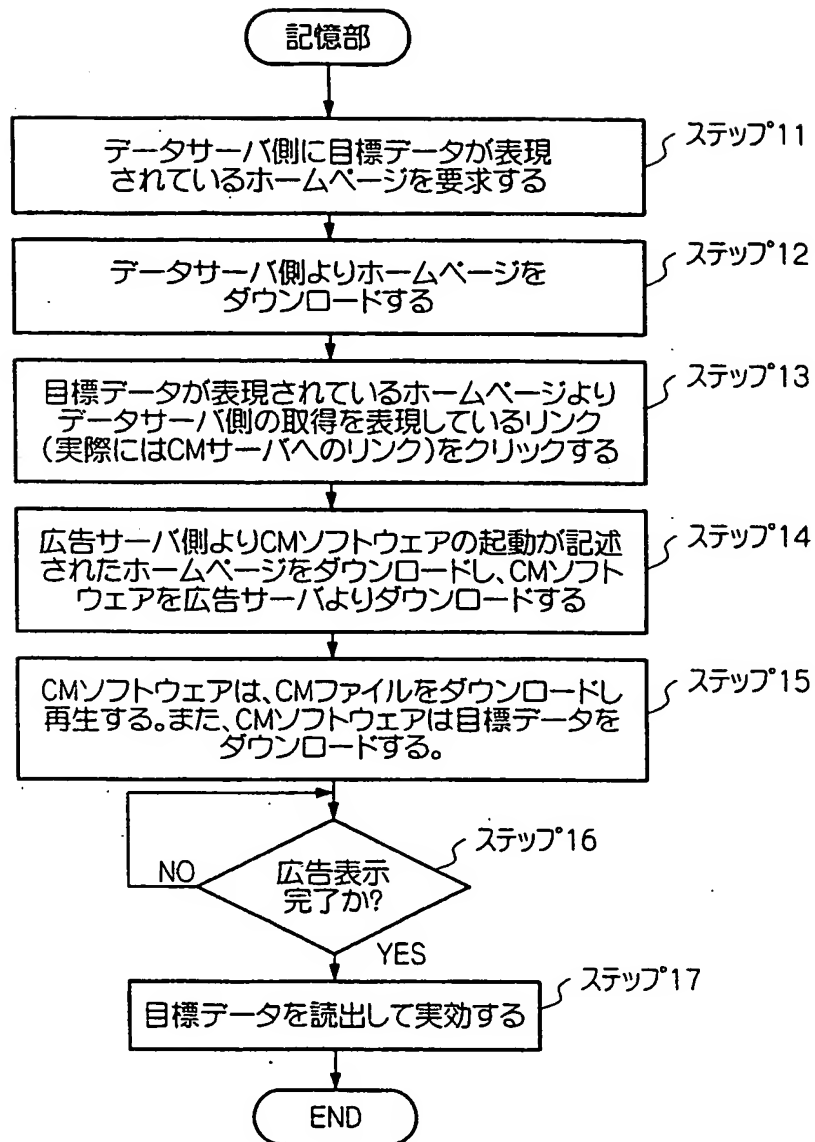 記憶部
データサーバ側に目標データが表現
されているホームページを要求する
ステップ11
データサーバ側よりホームページを
ダウンロードする
ステップ12
目標データが表現されているホームページより
データサーバ側の取得を表現しているリンク
(実際にはCMサーバへのリンク)をクリックする
ステップ13
広告サーバ側よりCMソフトウェアの起動が記述
されたホームページをダウンロードし、CMソフト
ウェアを広告サーバよりダウンロードする
ステップ14
CMソフトウェアは、CMファイルをダウンロードし
再生する。また、CMソフトウェアは目標データを
ダウンロードする。
ステップ15
広告表示
完了か?
ステップ16
NO
YES
目標データを読出して実効する
ステップ17
END